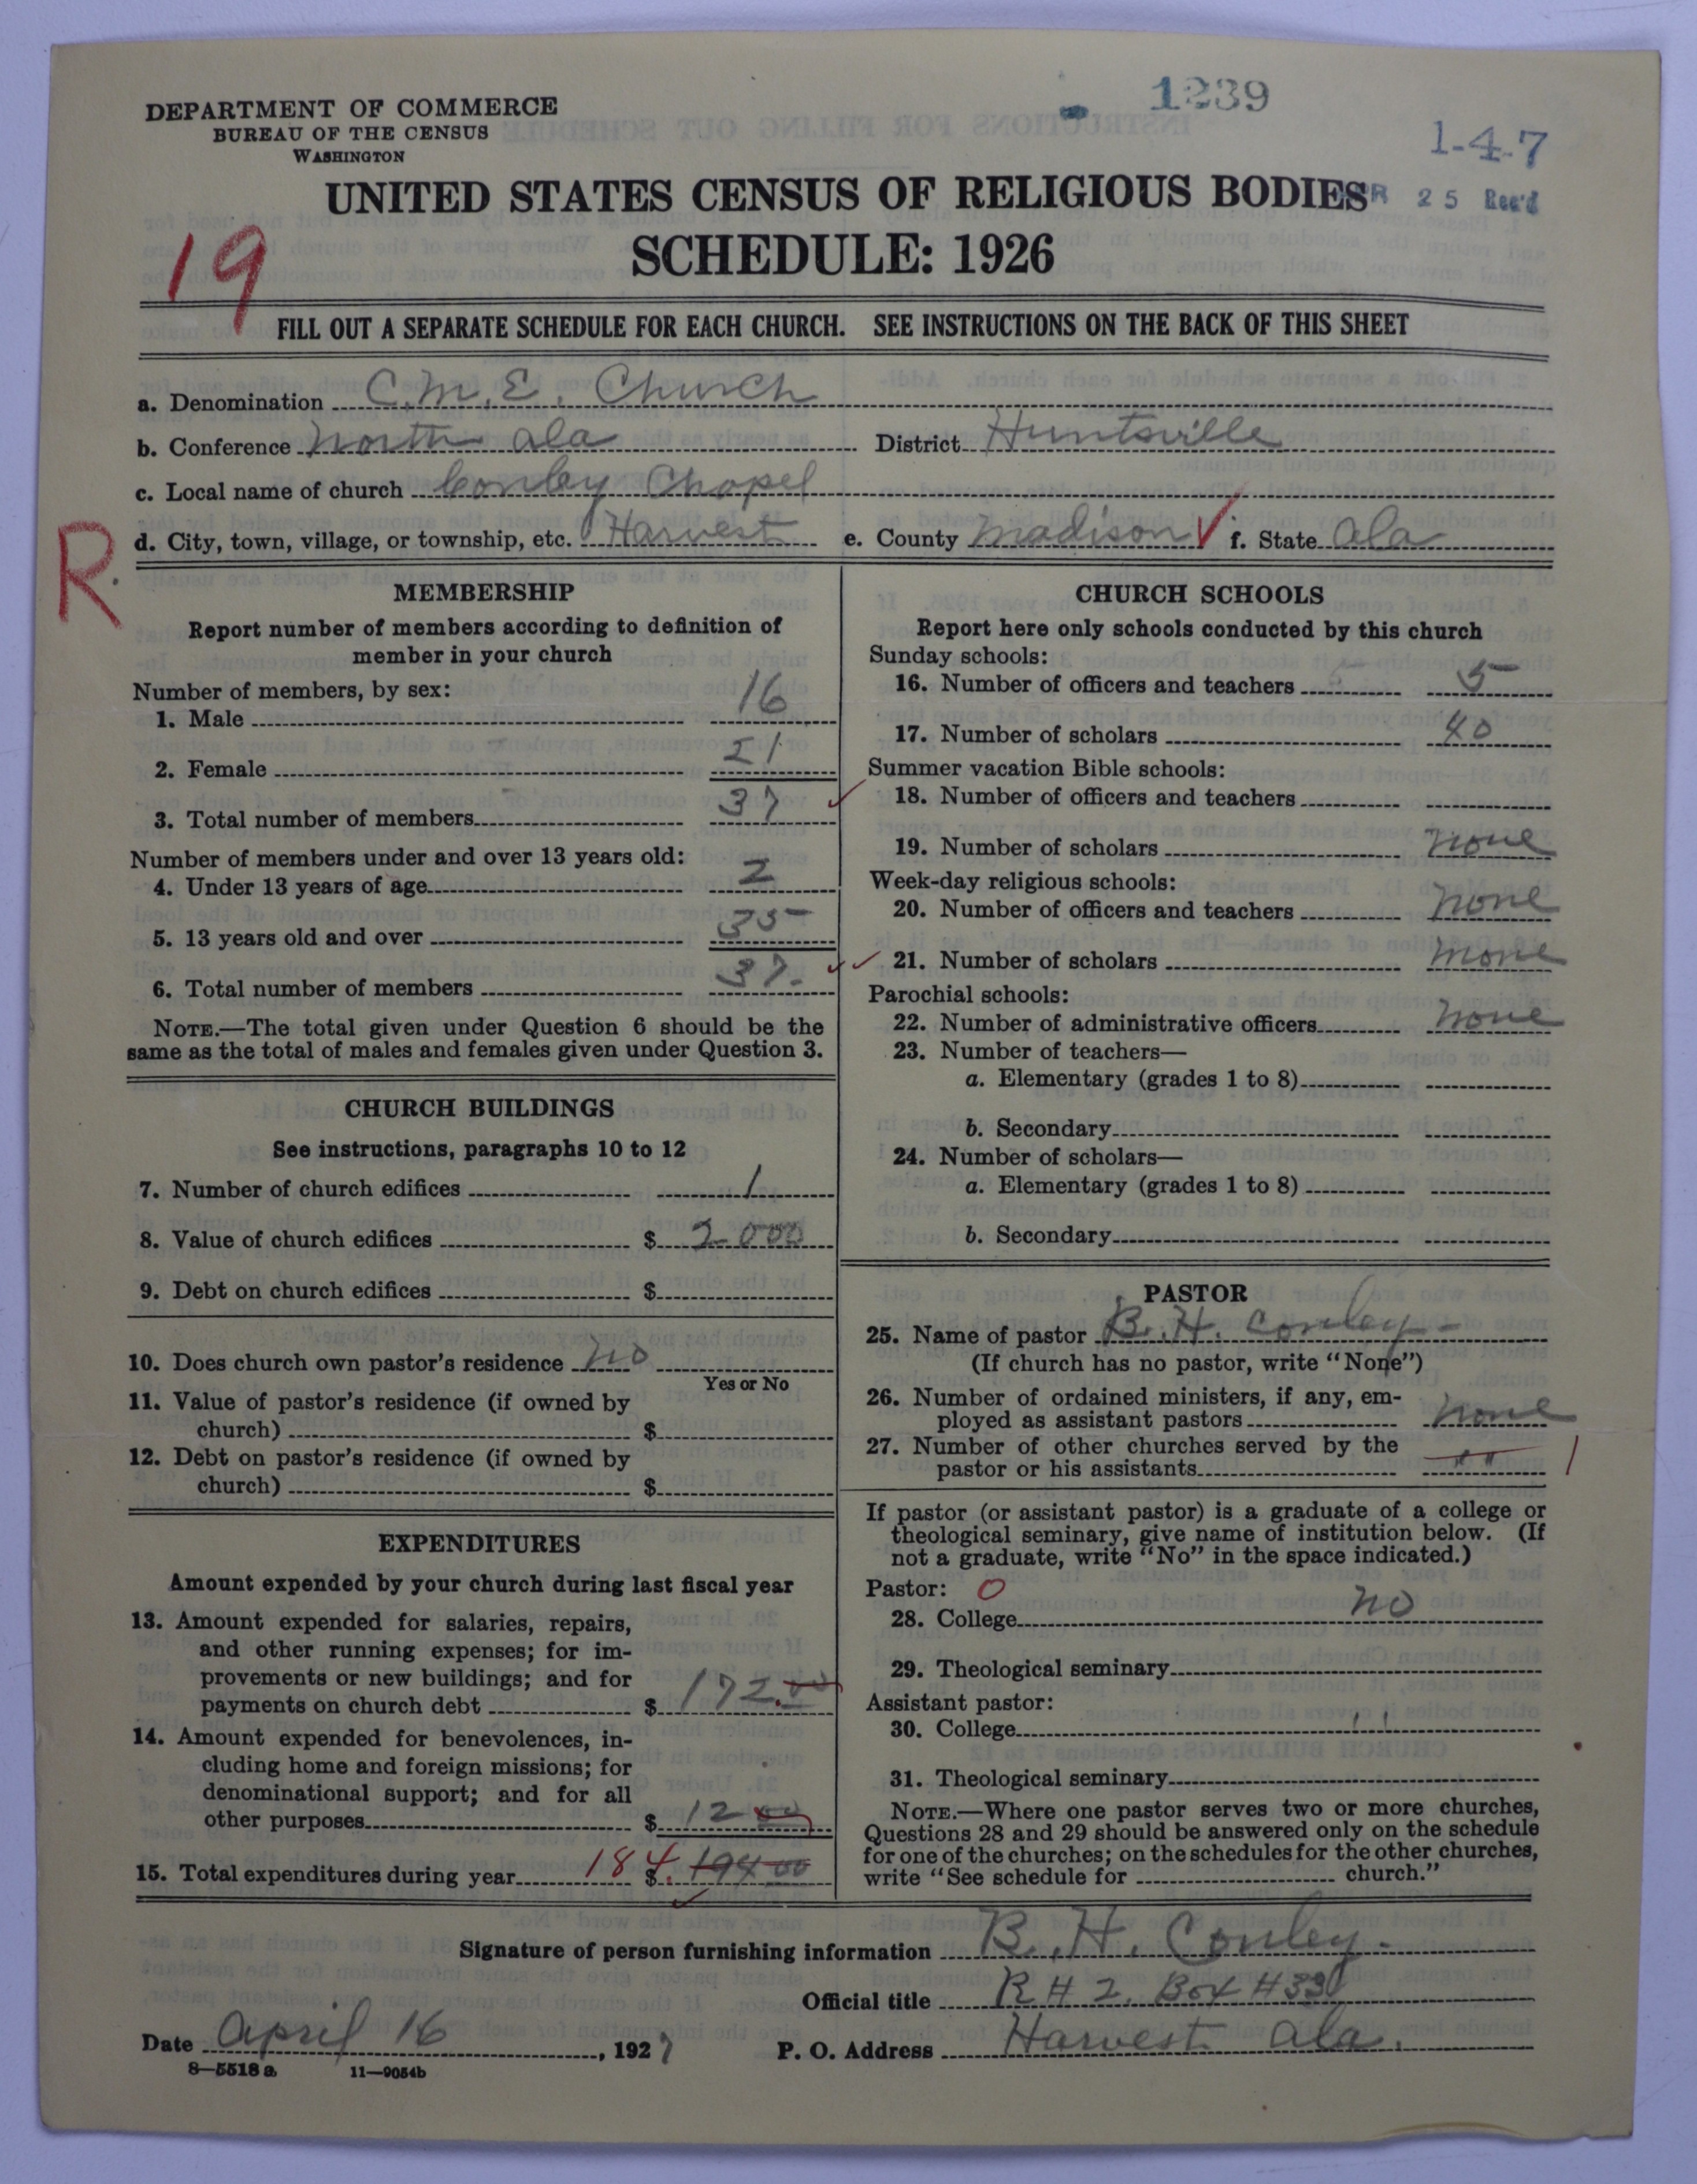 1239
DEPARTMENT OF COMMERCE
BUREAU OF THE CENSUS
WASHINGTON
1-4-7
UNITED STATES CENSUS OF RELIGIOUS BODIES
R 25 Rec'd
SCHEDULE: 1926
19
FILL OUT A SEPARATE SCHEDULE FOR EACH CHURCH. SEE INSTRUCTIONS ON THE BACK OF THIS SHEET
a. Denomination C.M.E. Church
b. Conference North Ala District Huntsville
c. Local name of church Conley Chapel
R.
d. City, town, village, or township, etc. Harvest e. County Madison ✓ f. State Ala
MEMBERSHIP
Report number of members according to definition of
member in your church
Number of members, by sex:
1. Male 16
2. Female 21
3. Total number of members 37 ✓
Number of members under and over 13 years old:
4. Under 13 years of age 2
5. 13 years old and over 35
6. Total number of members 37. ✓✓
NOTE.—The total given under Question 6 should be the
same as the total of males and females given under Question 3.
CHURCH BUILDINGS
See instructions, paragraphs 10 to 12
7. Number of church edifices 1
8. Value of church edifices $ 2000
9. Debt on church edifices $
10. Does church own pastor's residence no
Yes or No
11. Value of pastor's residence (if owned by
church) $
12. Debt on pastor's residence (if owned by
church) $
EXPENDITURES
Amount expended by your church during last fiscal year
13. Amount expended for salaries, repairs,
and other running expenses; for im-
provements or new buildings; and for
payments on church debt $ 172.00
14. Amount expended for benevolences, in-
cluding home and foreign missions; for
denominational support; and for all
other purposes $ 12 00
15. Total expenditures during year 184 $ 194 00
CHURCH SCHOOLS
Report here only schools conducted by this church
Sunday schools:
16. Number of officers and teachers 5
17. Number of scholars 40
Summer vacation Bible schools:
18. Number of officers and teachers
19. Number of scholars none
Week-day religious schools:
20. Number of officers and teachers none
21. Number of scholars none
Parochial schools:
22. Number of administrative officers none
23. Number of teachers—
a. Elementary (grades 1 to 8)
b. Secondary
24. Number of scholars—
a. Elementary (grades 1 to 8)
b. Secondary
PASTOR
25. Name of pastor B. H. Conley
(If church has no pastor, write "None")
26. Number of ordained ministers, if any, em-
ployed as assistant pastors none
27. Number of other churches served by the
pastor or his assistants " " 1
If pastor (or assistant pastor) is a graduate of a college or
theological seminary, give name of institution below. (If
not a graduate, write "No" in the space indicated.)
Pastor: O
28. College no
29. Theological seminary
Assistant pastor:
30. College " "
31. Theological seminary
NOTE.—Where one pastor serves two or more churches,
Questions 28 and 29 should be answered only on the schedule
for one of the churches; on the schedules for the other churches,
write "See schedule for church."
Signature of person furnishing information B. H. Conley.
Official title R # 2. Box #
Date April 16, 1927 P. O. Address Harvest Ala.
8—5518 a 11—9054b